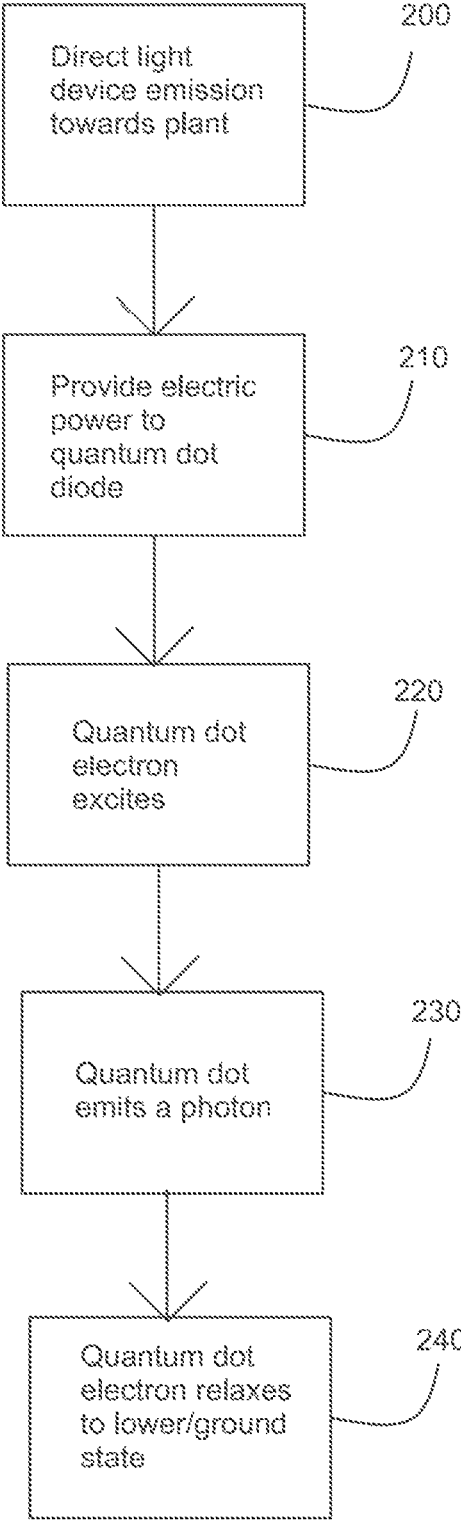 200
Direct light
device emission
towards plant
210
Provide electric
power to
quantum dot
diode
220
Quantum dot
electron
excites
230
Quantum dot
emits a photon
240
Quantum dot
electron relaxes
to lower/ground
state